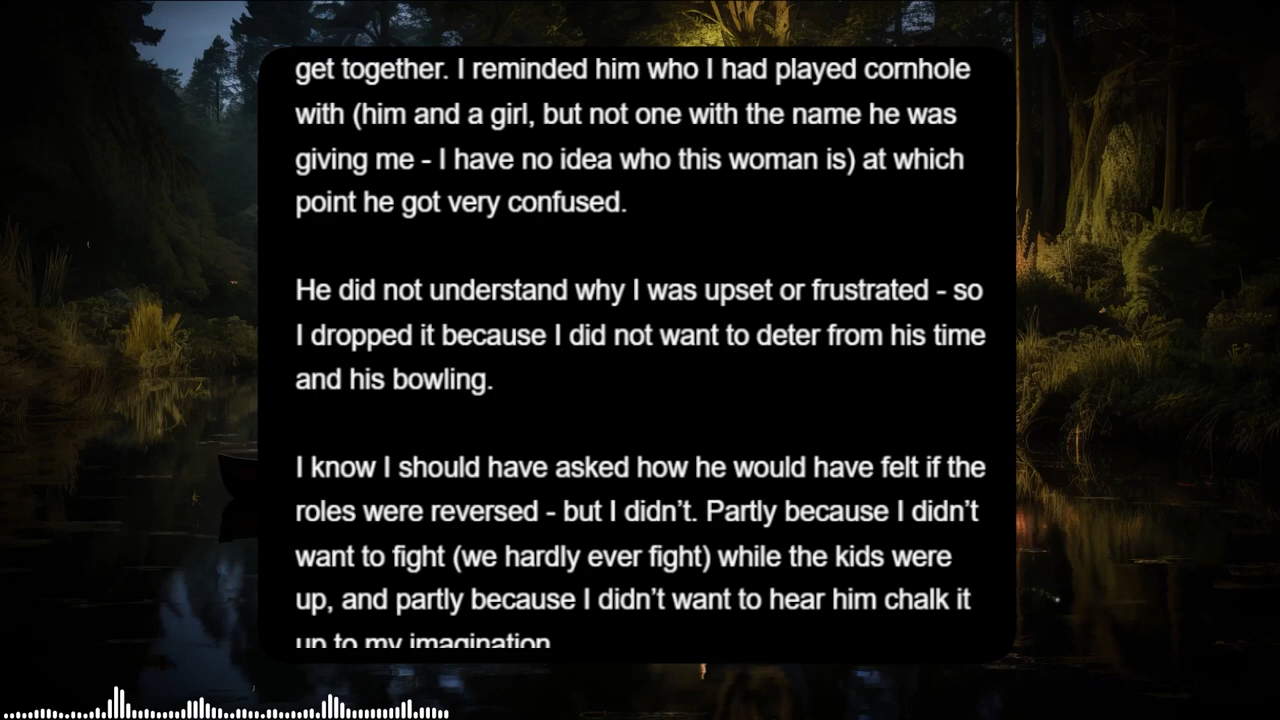 get together. I reminded him who I had played cornhole
with (him and a girl, but not one with the name he was
giving me - I have no idea who this woman is) at which
point he got very confused.
He did not understand why I was upset or frustrated - so
I dropped it because I did not want to deter from his time
and his bowling.
I know I should have asked how he would have felt if the
roles were reversed - but I didn’t. Partly because I didn’t
want to fight (we hardly ever fight) while the kids were
up, and partly because I didn’t want to hear him chalk it
up to my imagination